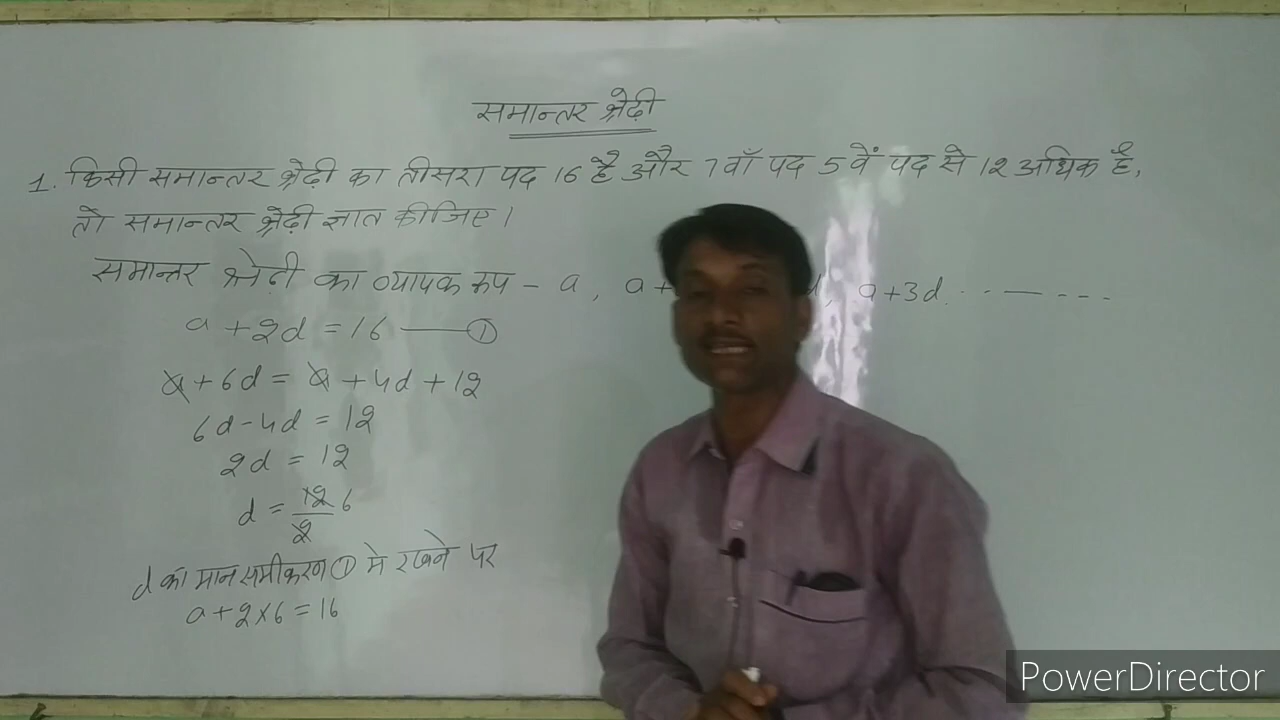 समान्तर श्रेढ़ी
1. किसी समान्तर श्रेढ़ी का तीसरा पद 16 है और 7 वाँ पद 5 वें पद से 12 अधिक है,
तो समान्तर श्रेढ़ी ज्ञात कीजिए।
समान्तर श्रेढ़ी का व्यापक रुप - a, a+ d, a+3d. . . — - - -
a + 2d = 16 —— ①
a + 6d = a + 4d + 12
6d - 4d = 12
2d = 12
d = 12/2 6
d का मान समीकरण ① मे रखने पर
a + 2×6 = 16
PowerDirector